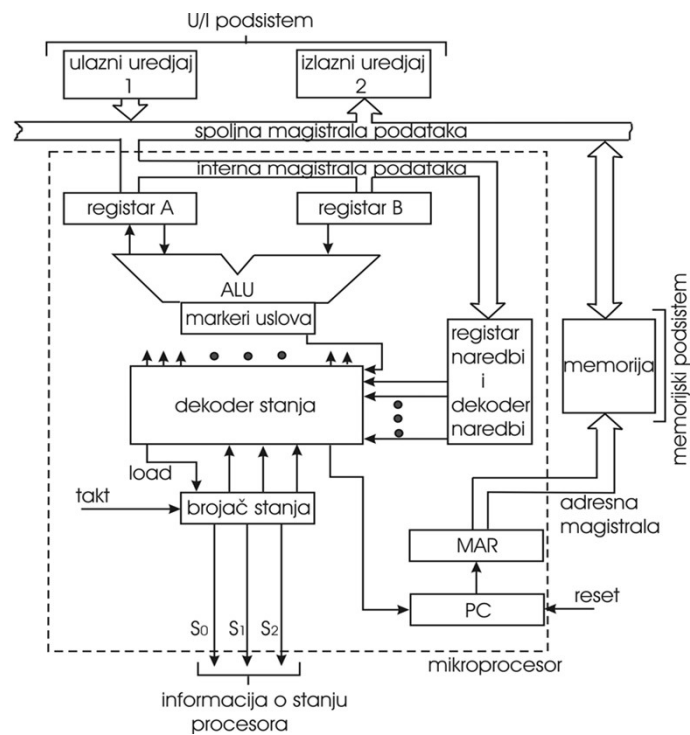 U/I podsistem
ulazni uredjaj
1
izlazni uredjaj
2
spoljna magistrala podataka
interna magistrala podataka
registar A
registar B
ALU
markeri uslova
registar
naredbi
i
dekoder
naredbi
memorija
memorijski podsistem
dekoder stanja
load
takt
brojač stanja
adresna
magistrala
MAR
PC
reset
S0
S1
S2
mikroprocesor
informacija o stanju
procesora